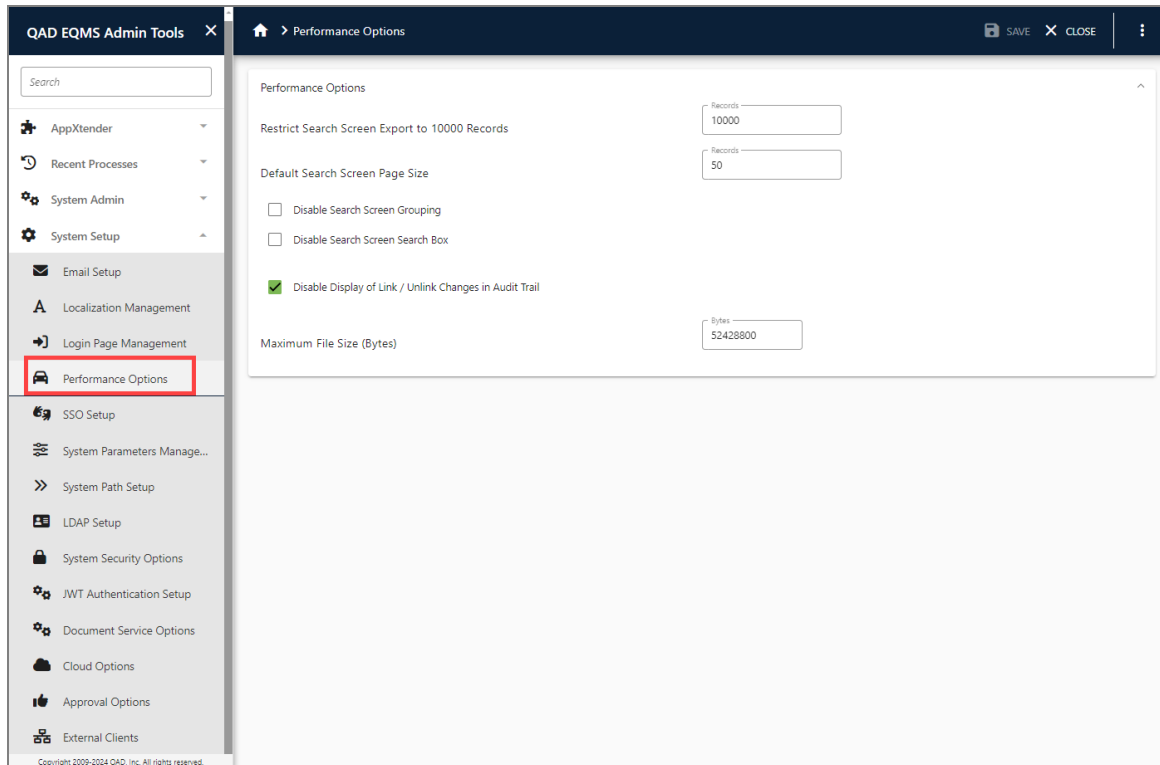 QAD EQMS Admin Tools
Performance Options
SAVE
CLOSE
Search
AppXtender
Recent Processes
System Admin
System Setup
Email Setup
Localization Management
Login Page Management
Performance Options
SSO Setup
System Parameters Manage...
System Path Setup
LDAP Setup
System Security Options
JWT Authentication Setup
Document Service Options
Cloud Options
Approval Options
External Clients
Copyright 2009-2024 QAD, Inc. All rights reserved.
Performance Options
Records
Restrict Search Screen Export to 10000 Records
10000
Records
Default Search Screen Page Size
50
Disable Search Screen Grouping
Disable Search Screen Search Box
Disable Display of Link / Unlink Changes in Audit Trail
Bytes
Maximum File Size (Bytes)
52428800